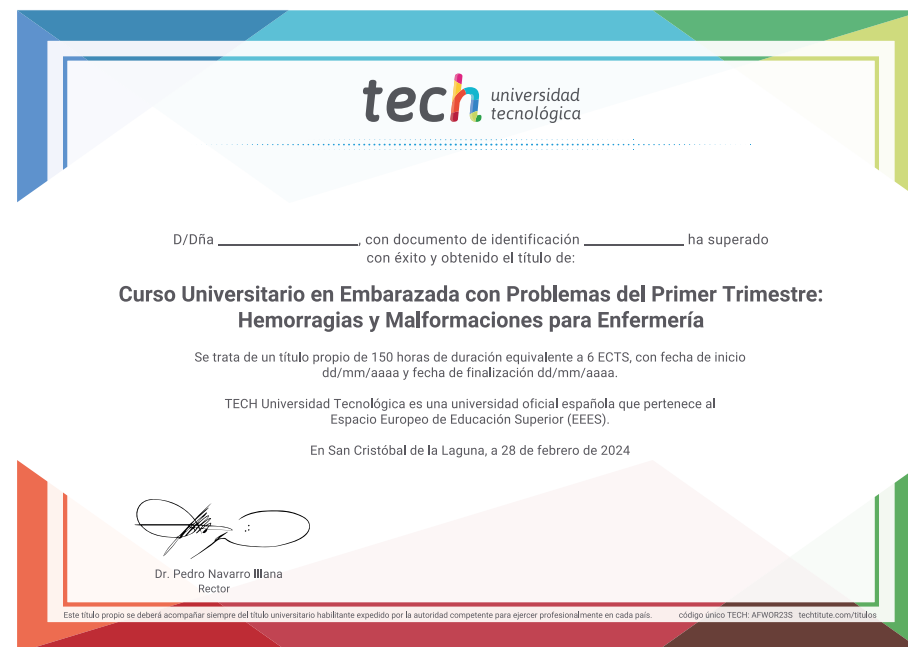 tech universidad
tecnológica
D/Dña ____________________, con documento de identificación ______________ ha superado
con éxito y obtenido el título de:
Curso Universitario en Embarazada con Problemas del Primer Trimestre:
Hemorragias y Malformaciones para Enfermería
Se trata de un título propio de 150 horas de duración equivalente a 6 ECTS, con fecha de inicio
dd/mm/aaaa y fecha de finalización dd/mm/aaaa.
TECH Universidad Tecnológica es una universidad oficial española que pertenece al
Espacio Europeo de Educación Superior (EEES).
En San Cristóbal de la Laguna, a 28 de febrero de 2024
Dr. Pedro Navarro Illana
Rector
Este título propio se deberá acompañar siempre del título universitario habilitante expedido por la autoridad competente para ejercer profesionalmente en cada país. código único TECH: AFWOR23S techtitute.com/titulos